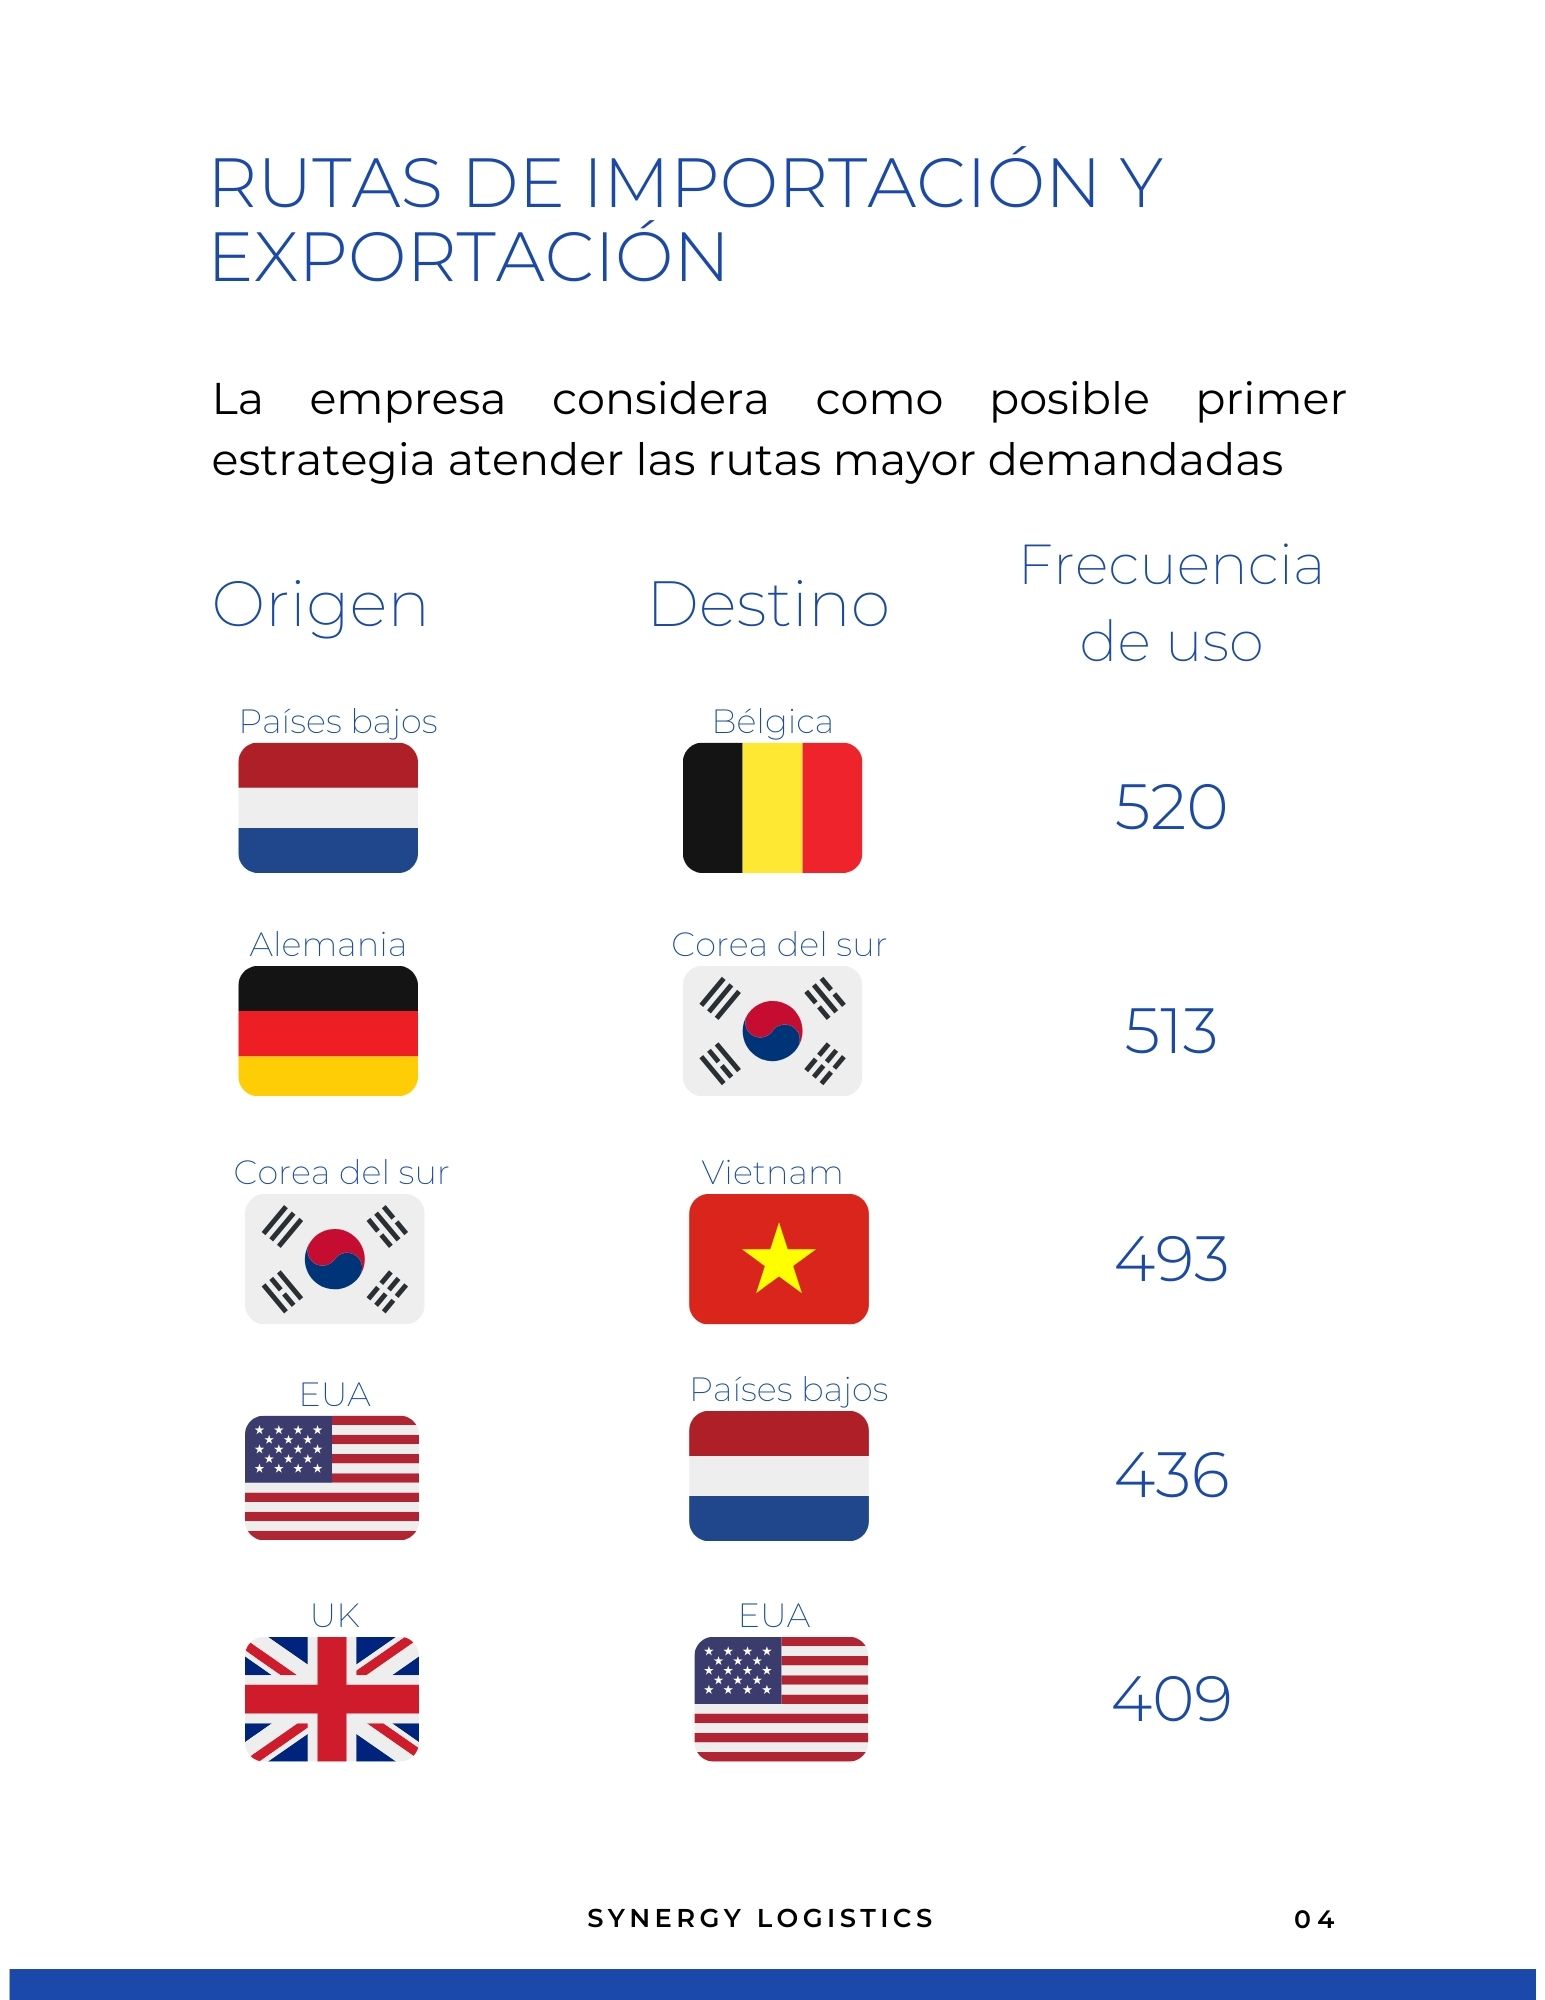 RUTAS DE IMPORTACIÓN Y
EXPORTACIÓN
La empresa considera como posible primer
estrategia atender las rutas mayor demandadas
Origen
Destino
Frecuencia
de uso
Países bajos
Bélgica
520
Alemania
Corea del sur
513
Corea del sur
Vietnam
493
EUA
Países bajos
436
UK
EUA
409
SYNERGY LOGISTICS
04